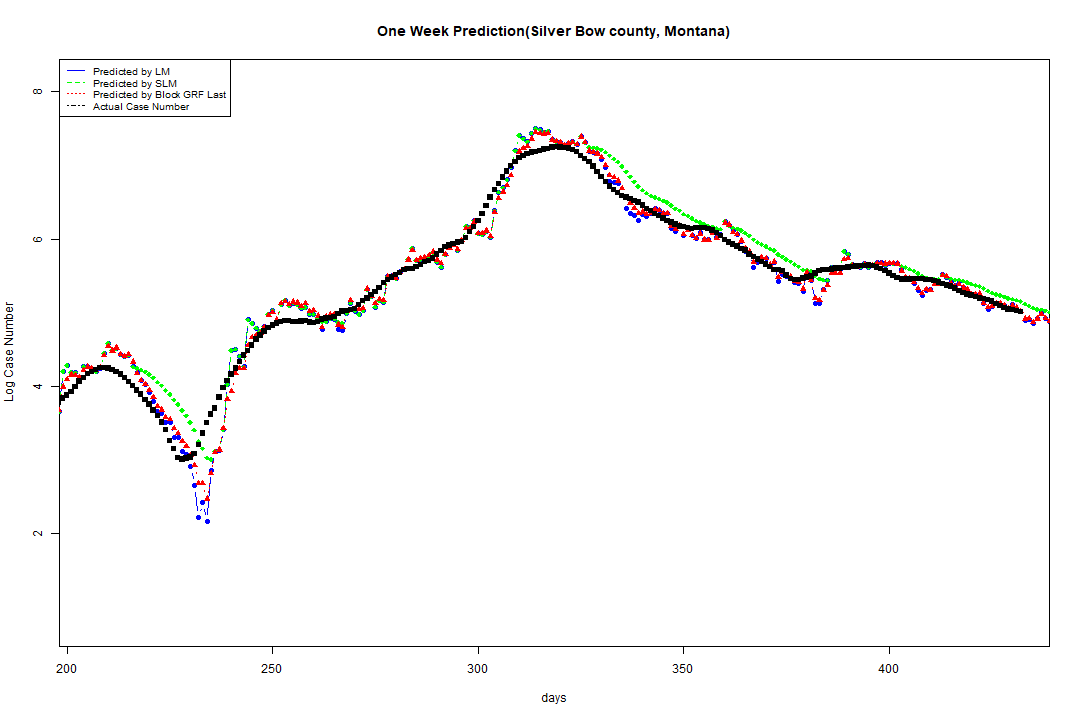 One Week Prediction(Silver Bow county, Montana)
Predicted by LM
Predicted by SLM
Predicted by Block GRF Last
Actual Case Number
8
6
4
2
Log Case Number
200 250 300 350 400
days